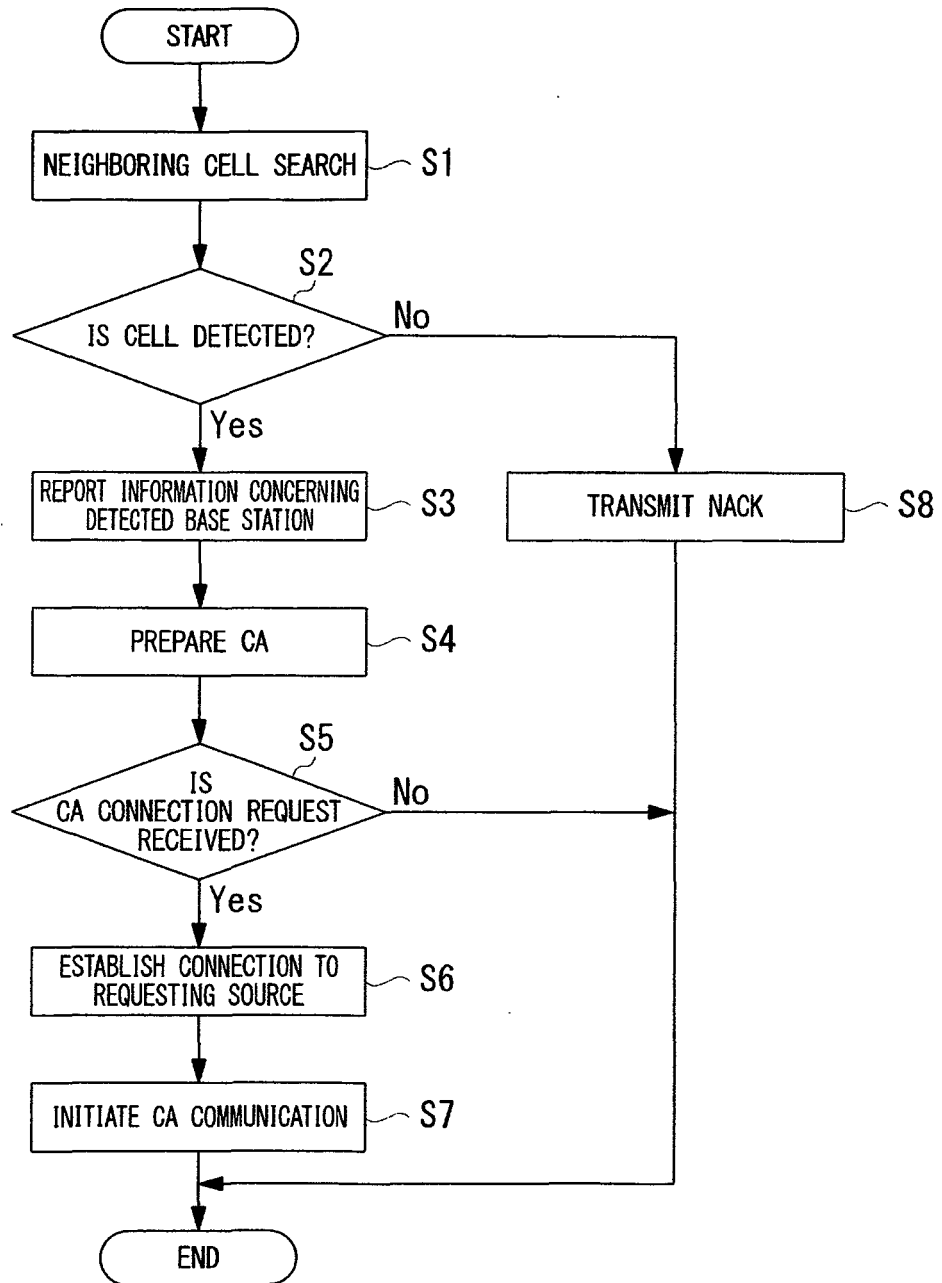 START
NEIGHBORING CELL SEARCH
S1
S2
IS CELL DETECTED?
No
Yes
REPORT INFORMATION CONCERNING
DETECTED BASE STATION
S3
TRANSMIT NACK
S8
PREPARE CA
S4
S5
IS
CA CONNECTION REQUEST
RECEIVED?
No
Yes
ESTABLISH CONNECTION TO
REQUESTING SOURCE
S6
INITIATE CA COMMUNICATION
S7
END